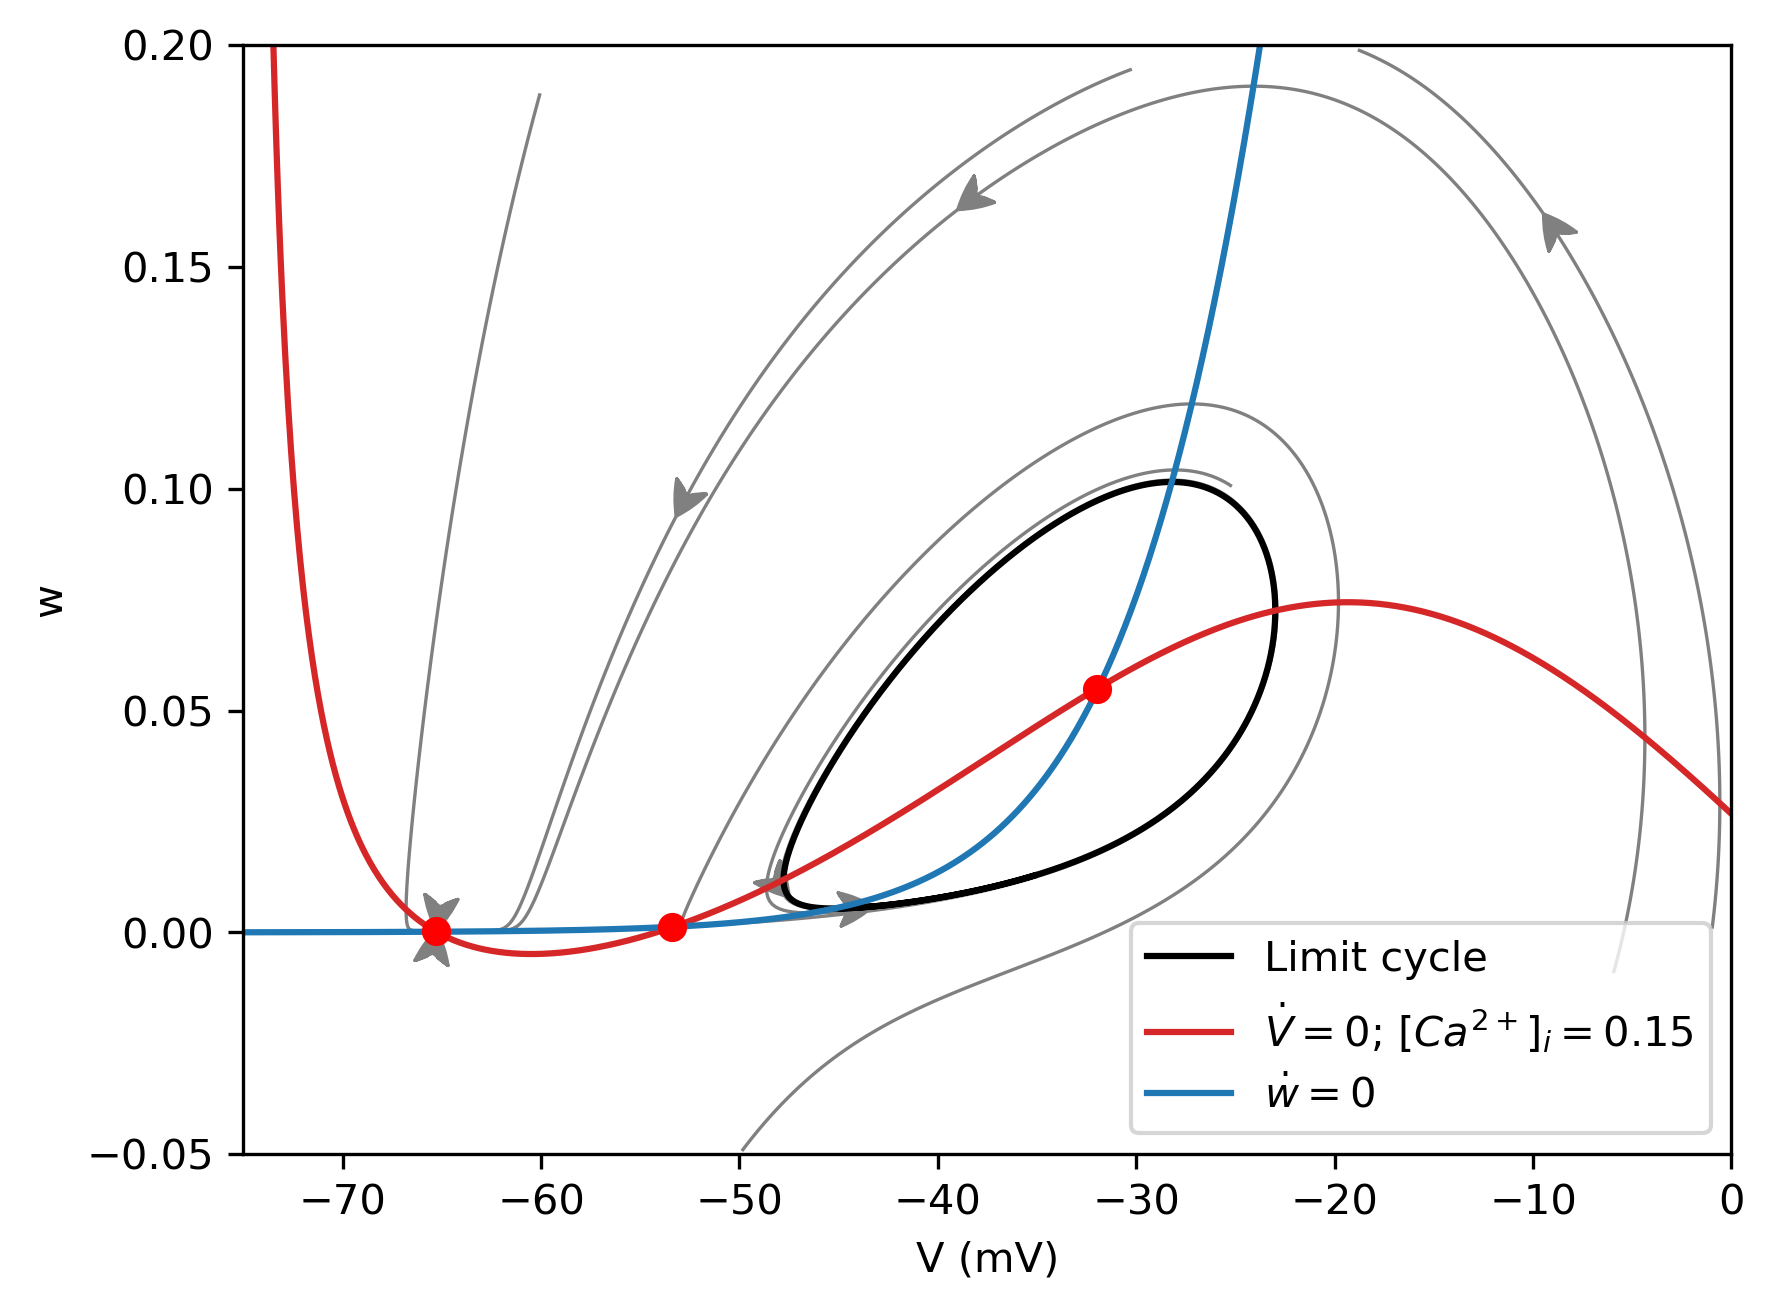 0.20
0.15
0.10
0.05
0.00
−0.05
w
−70 −60 −50 −40 −30 −20 −10 0
V (mV)
Limit cycle
V̇ = 0; [Ca²⁺]ᵢ = 0.15
ẇ = 0